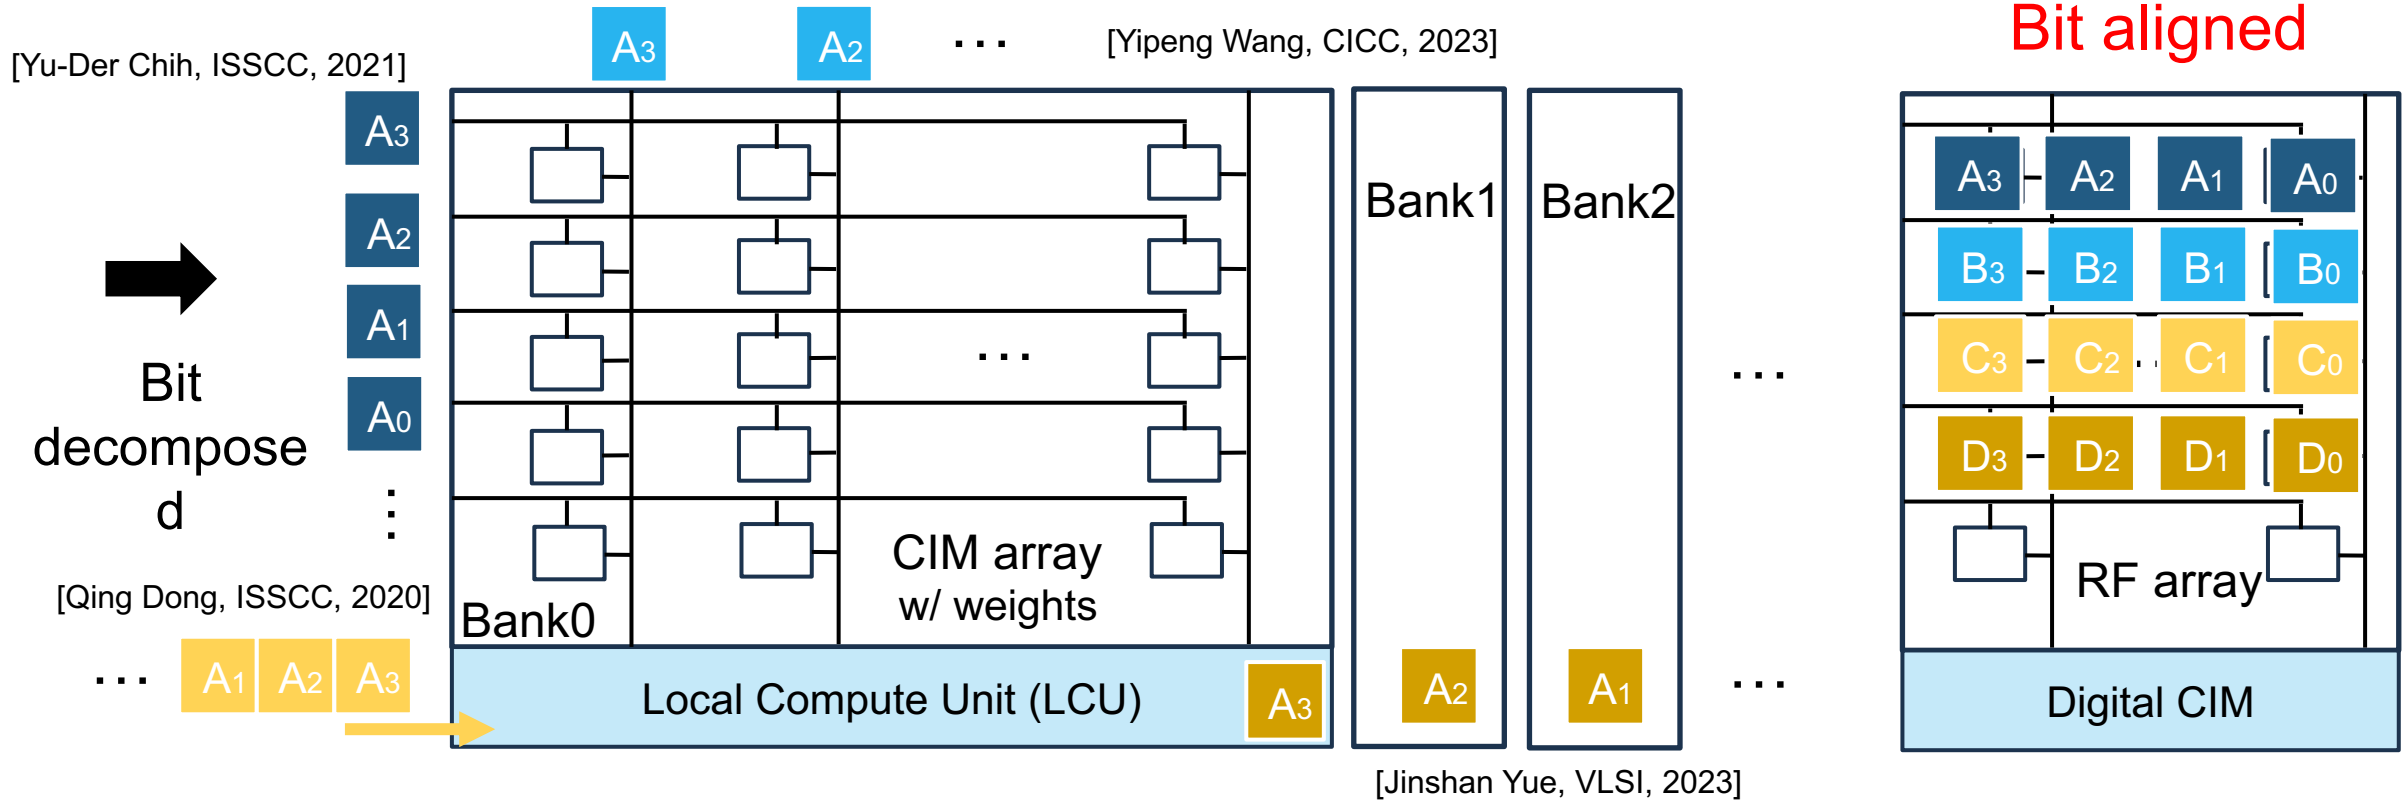 [Yu-Der Chih, ISSCC, 2021]
A3
A2
A1
A0
⋮
Bit
decompose
d
[Qing Dong, ISSCC, 2020]
... A1 A2 A3
A3 A2 ...
[Yipeng Wang, CICC, 2023]
...
CIM array
w/ weights
Bank0
Local Compute Unit (LCU)
A3
Bank1
A2
Bank2
A1
...
...
[Jinshan Yue, VLSI, 2023]
Bit aligned
A3 A2 A1 A0
B3 B2 B1 B0
C3 C2 C1 C0
D3 D2 D1 D0
RF array
Digital CIM